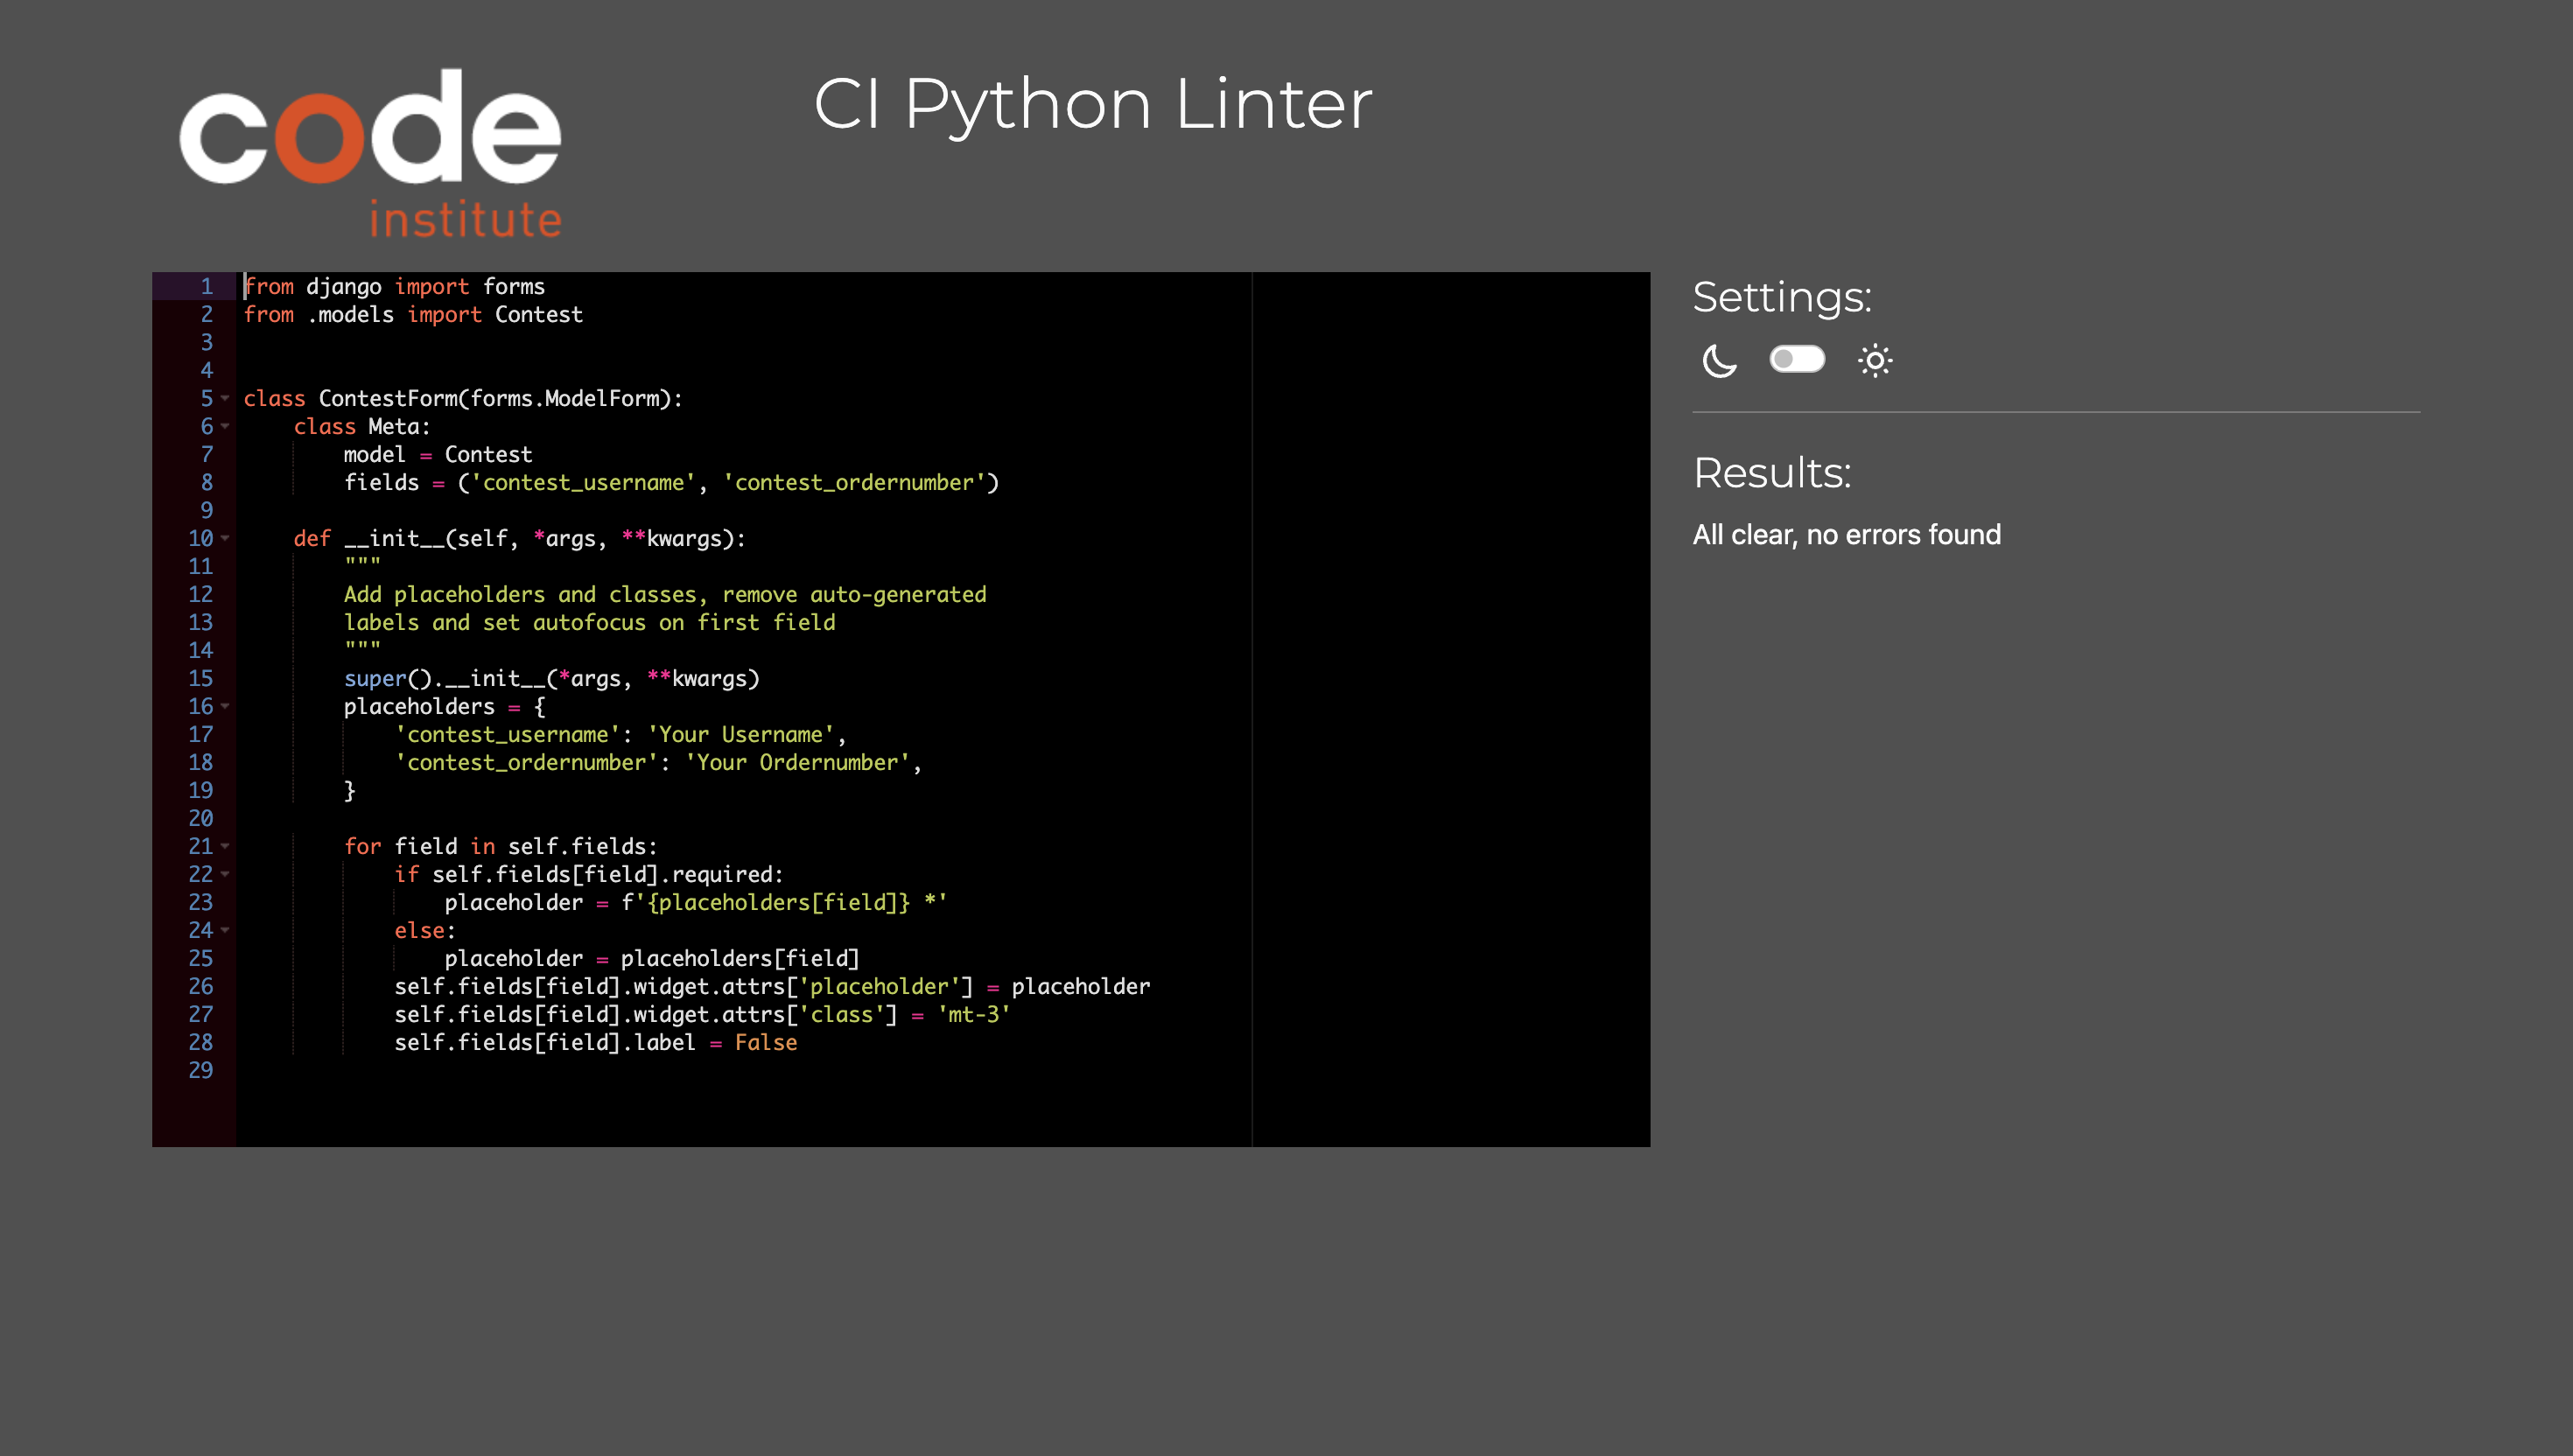 code
institute
CI Python Linter
1 from django import forms
2 from .models import Contest
3
4
5 class ContestForm(forms.ModelForm):
6     class Meta:
7         model = Contest
8         fields = ('contest_username', 'contest_ordernumber')
9
10     def __init__(self, *args, **kwargs):
11         """
12         Add placeholders and classes, remove auto-generated
13         labels and set autofocus on first field
14         """
15         super().__init__(*args, **kwargs)
16         placeholders = {
17             'contest_username': 'Your Username',
18             'contest_ordernumber': 'Your Ordernumber',
19         }
20
21         for field in self.fields:
22             if self.fields[field].required:
23                 placeholder = f'{placeholders[field]} *'
24             else:
25                 placeholder = placeholders[field]
26             self.fields[field].widget.attrs['placeholder'] = placeholder
27             self.fields[field].widget.attrs['class'] = 'mt-3'
28             self.fields[field].label = False
29
Settings:
Results:
All clear, no errors found